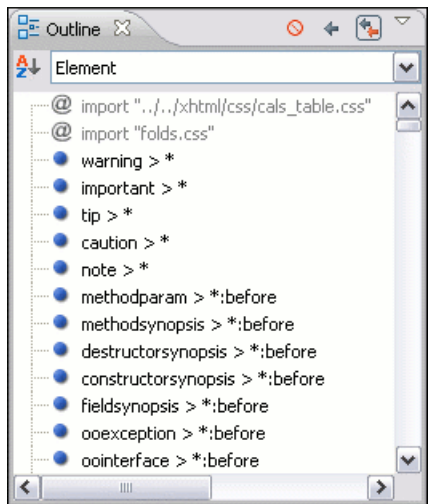 Outline
A
Z
Element
@ import "../../xhtml/css/cals_table.css"
@ import "folds.css"
warning > *
important > *
tip > *
caution > *
note > *
methodparam > *:before
methodsynopsis > *:before
destructorsynopsis > *:before
constructorsynopsis > *:before
fieldsynopsis > *:before
ooexception > *:before
oointerface > *:before